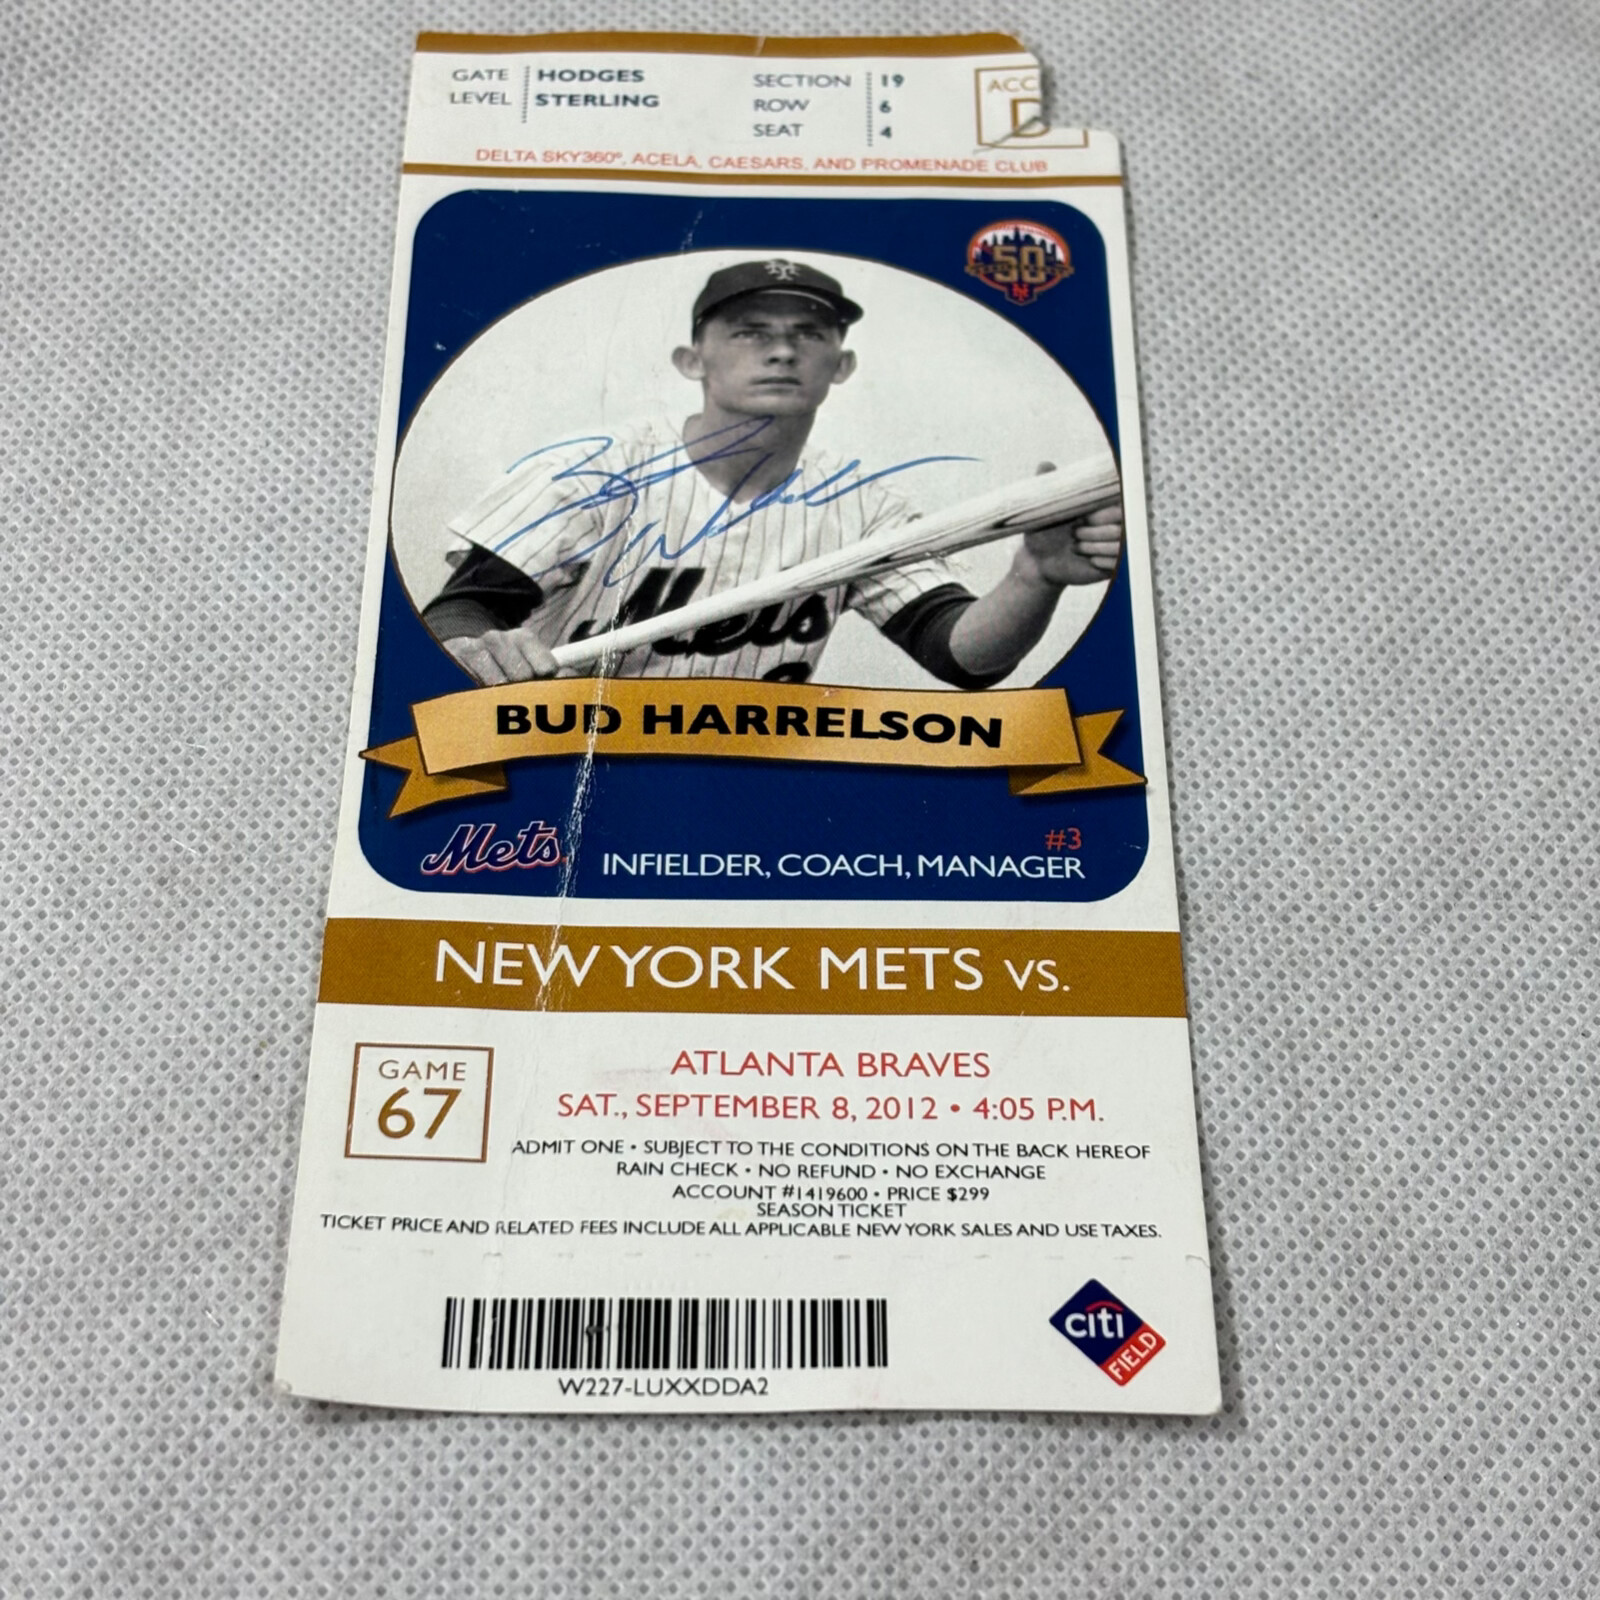 GATE HODGES
LEVEL STERLING
SECTION 19
ROW 6
SEAT 4
ACC
D
DELTA SKY360°, ACELA, CAESARS, AND PROMENADE CLUB
50
Mets
BUD HARRELSON
Mets
#3
INFIELDER, COACH, MANAGER
NEW YORK METS VS.
GAME
67
ATLANTA BRAVES
SAT., SEPTEMBER 8, 2012 • 4:05 P.M.
ADMIT ONE • SUBJECT TO THE CONDITIONS ON THE BACK HEREOF
RAIN CHECK • NO REFUND • NO EXCHANGE
ACCOUNT #1419600 • PRICE $299
SEASON TICKET
TICKET PRICE AND RELATED FEES INCLUDE ALL APPLICABLE NEW YORK SALES AND USE TAXES.
W227-LUXXDDA2
citi
FIELD